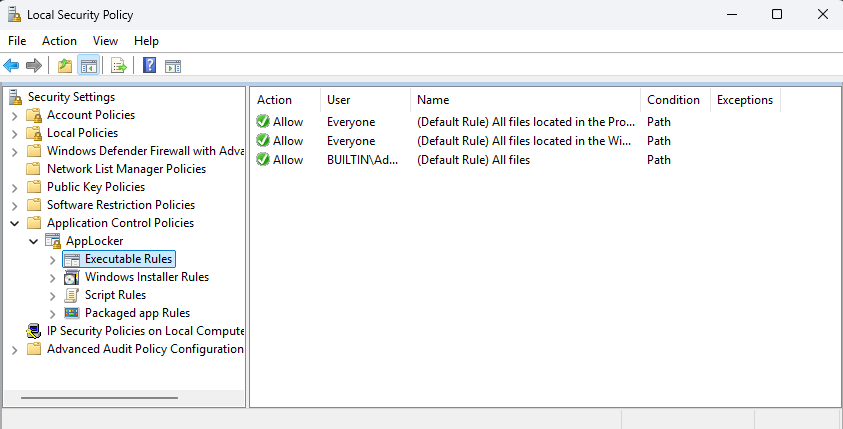 Local Security Policy
File Action View Help
Security Settings
Account Policies
Local Policies
Windows Defender Firewall with Adva
Network List Manager Policies
Public Key Policies
Software Restriction Policies
Application Control Policies
AppLocker
Executable Rules
Windows Installer Rules
Script Rules
Packaged app Rules
IP Security Policies on Local Compute
Advanced Audit Policy Configuration
Action User Name Condition Exceptions
Allow Everyone (Default Rule) All files located in the Pro... Path
Allow Everyone (Default Rule) All files located in the Wi... Path
Allow BUILTIN\Ad... (Default Rule) All files Path